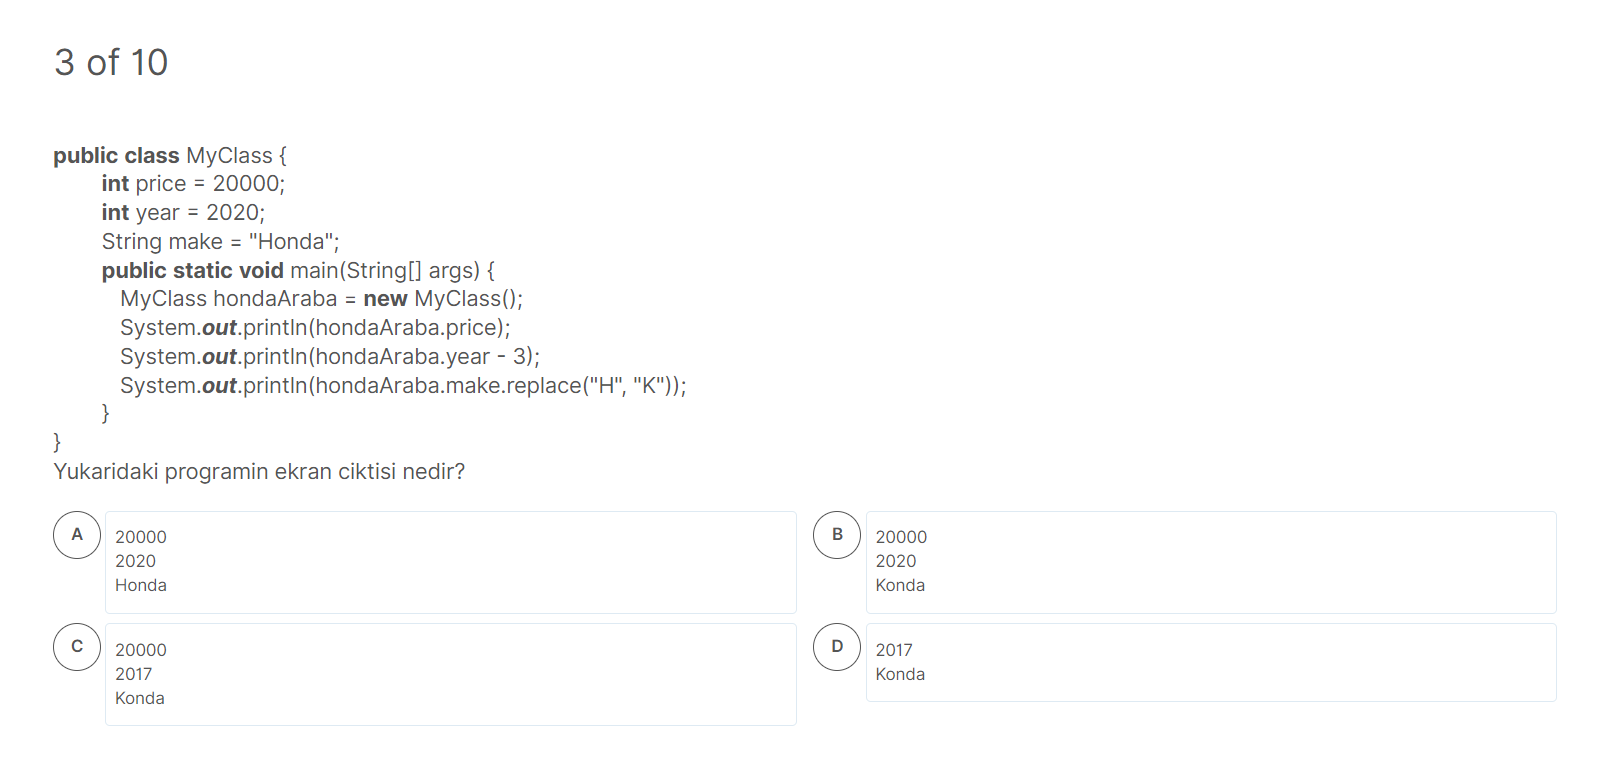 3 of 10
public class MyClass {
int price = 20000;
int year = 2020;
String make = "Honda";
public static void main(String[] args) {
MyClass hondaAraba = new MyClass();
System.out.println(hondaAraba.price);
System.out.println(hondaAraba.year - 3);
System.out.println(hondaAraba.make.replace("H", "K"));
}
}
Yukaridaki programin ekran ciktisi nedir?
A
20000
2020
Honda
B
20000
2020
Konda
C
20000
2017
Konda
D
2017
Konda